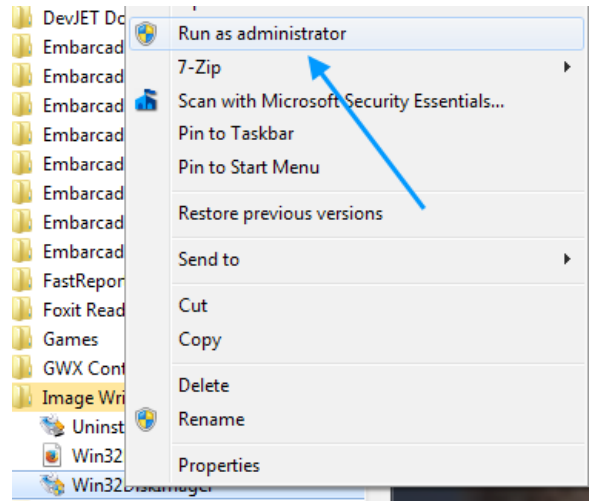 DevJET Do
Run as administrator
Embarcad
7-Zip
Embarcad
Scan with Microsoft Security Essentials...
Embarcad
Pin to Taskbar
Embarcad
Pin to Start Menu
Embarcad
Embarcad
Restore previous versions
Embarcad
Embarcad
Send to
FastRepor
Foxit Read
Cut
Games
Copy
GWX Cont
Delete
Image Wri
Rename
Uninst
Win32
Properties
Win32DiskImager